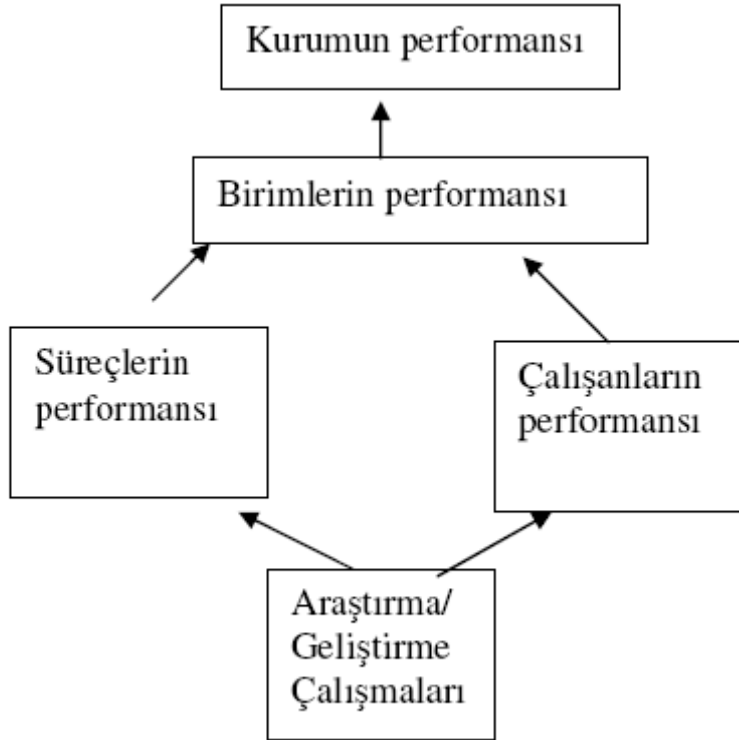 Kurumun performansı
Birimlerin performansı
Süreçlerin
performansı
Çalışanların
performansı
Araştırma/
Geliştirme
Çalışmaları